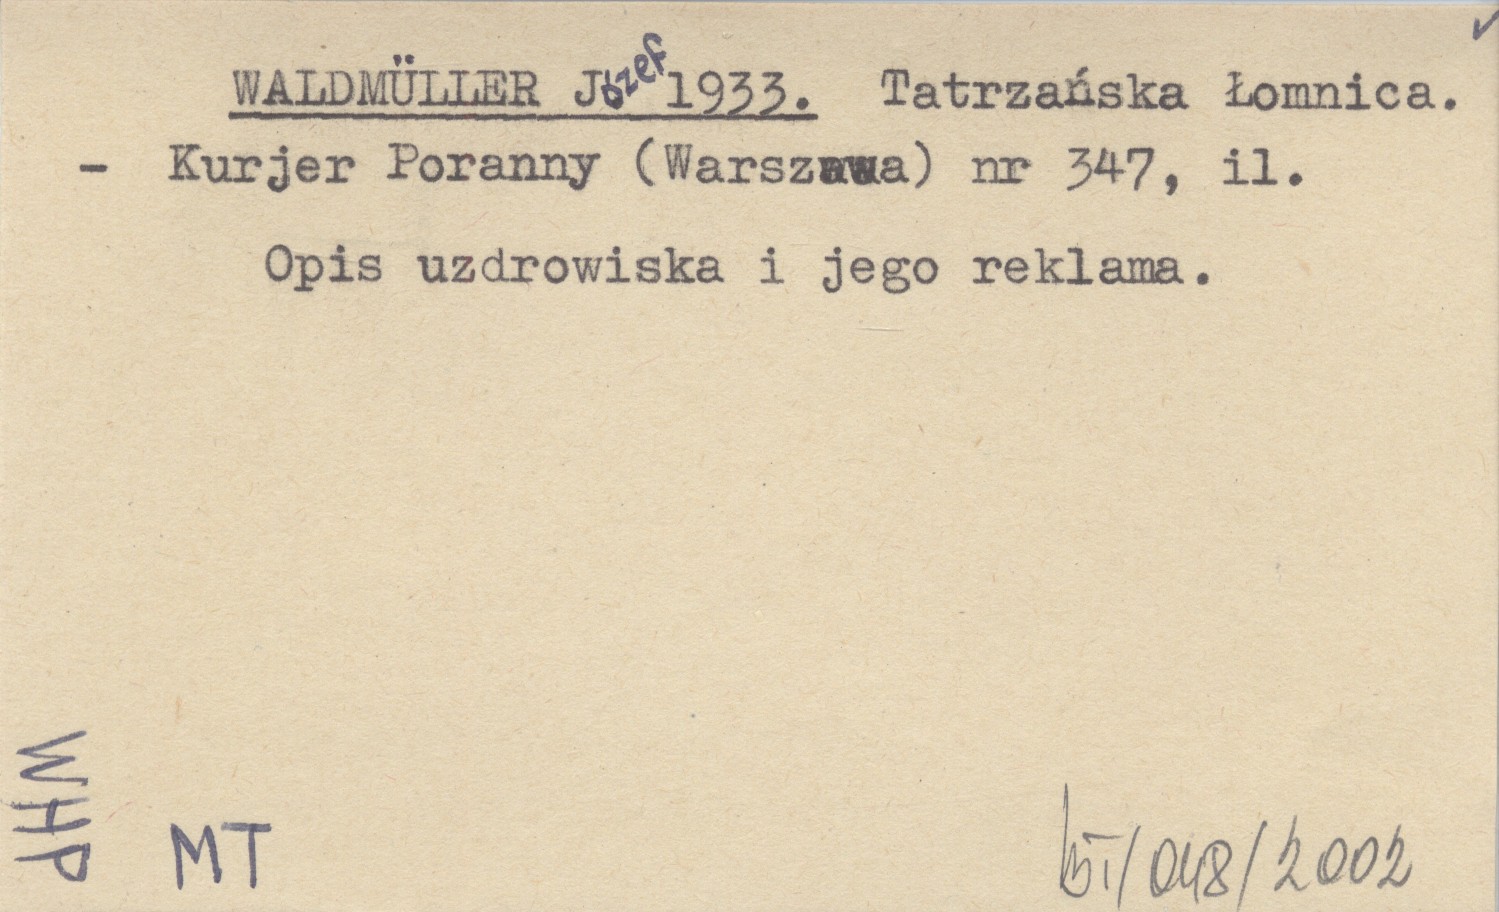 WALDMÜLLER Józef 1933. Tatrzańska Łomnica.
- Kurjer Poranny (Warszawa) nr 347, il.
Opis uzdrowiska i jego reklama.
WHP
MT
/048/2002